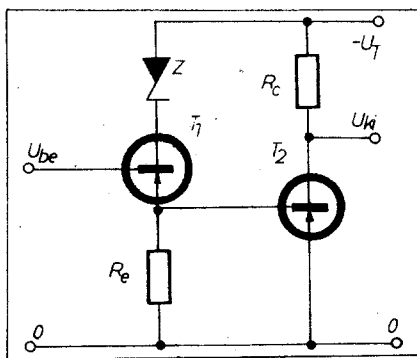 -U_T
Z
R_c
U_ki
T_1
T_2
U_be
R_e
0
0